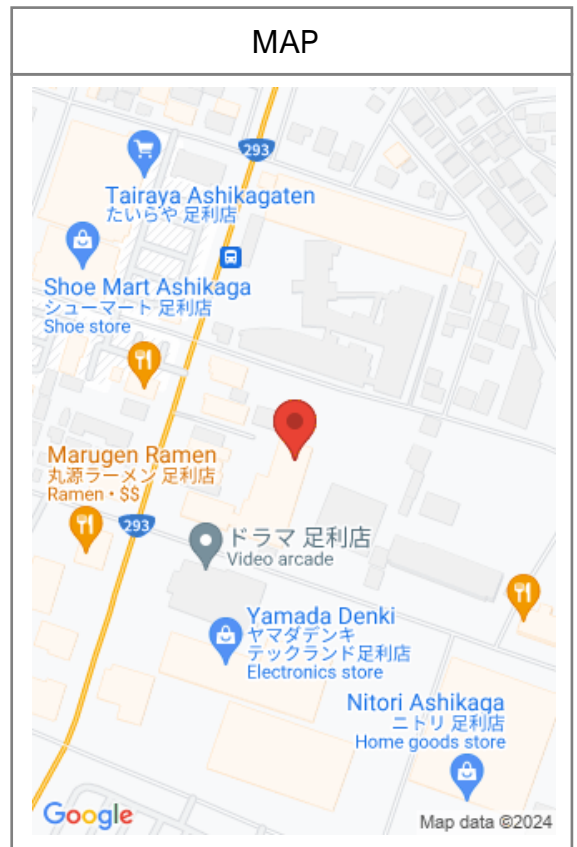 MAP
293
Tairaya Ashikagaten
たいらや 足利店
Shoe Mart Ashikaga
シューマート 足利店
Shoe store
Marugen Ramen
丸源ラーメン 足利店
Ramen • $$
293
ドラマ 足利店
Video arcade
Yamada Denki
ヤマダデンキ
テックランド足利店
Electronics store
Nitori Ashikaga
ニトリ 足利店
Home goods store
Google
Map data ©2024